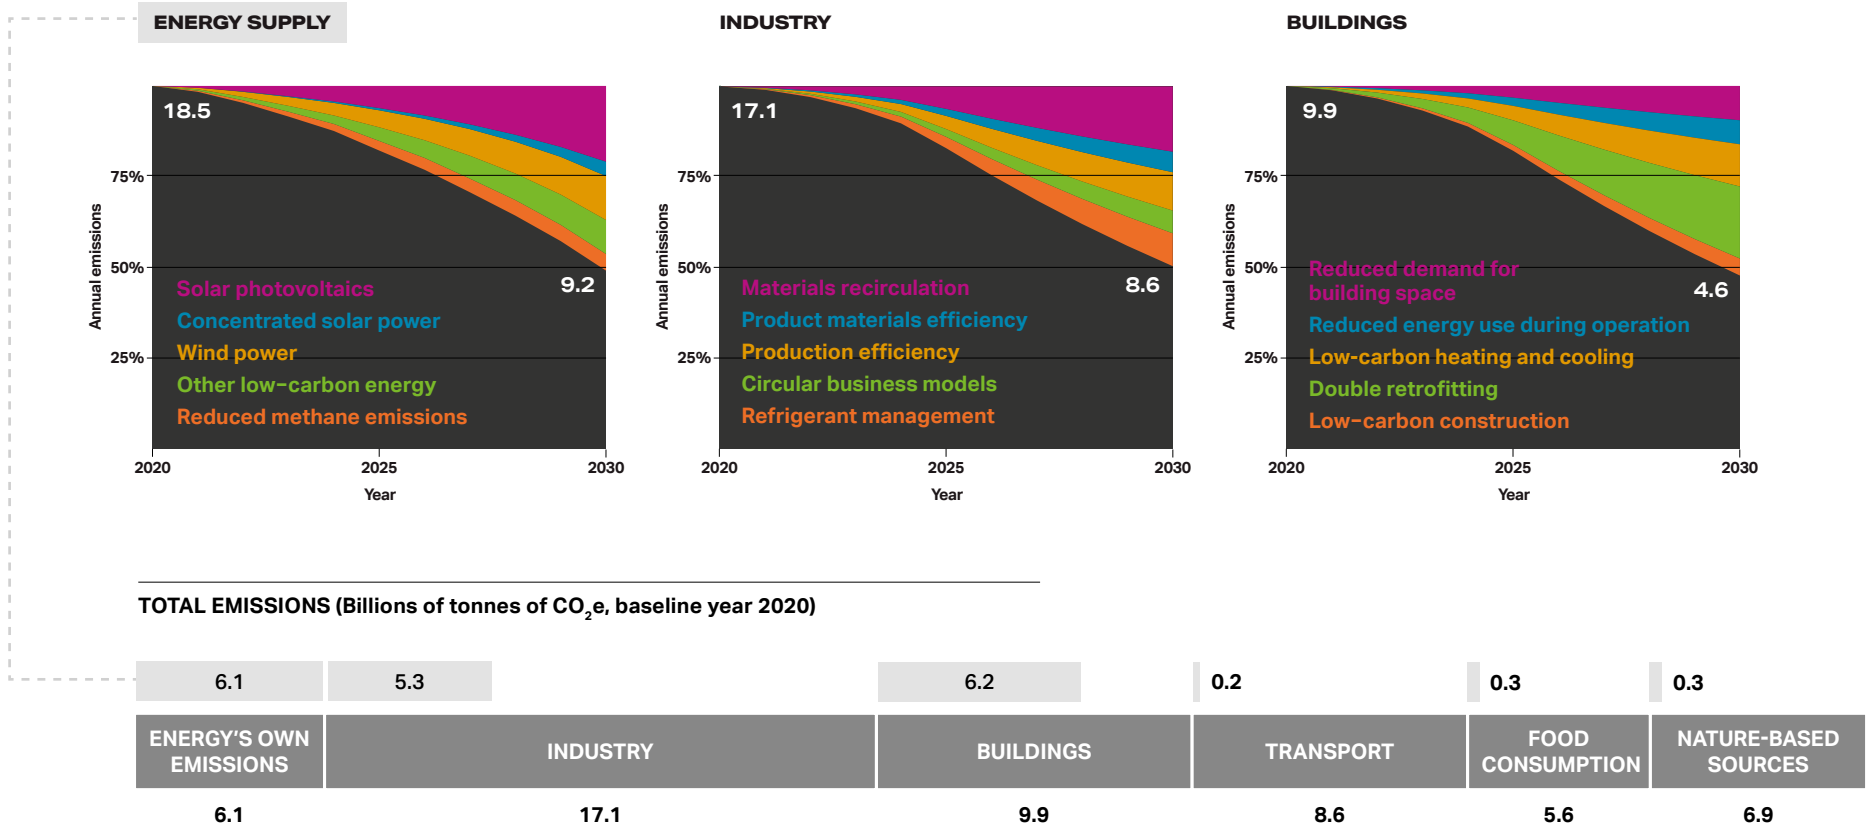 ENERGY SUPPLY
18.5
75%
50%
25%
Annual emissions
9.2
Solar photovoltaics
Concentrated solar power
Wind power
Other low-carbon energy
Reduced methane emissions
2020
2025
2030
Year
INDUSTRY
17.1
75%
50%
25%
Annual emissions
8.6
Materials recirculation
Product materials efficiency
Production efficiency
Circular business models
Refrigerant management
2020
2025
2030
Year
BUILDINGS
9.9
75%
50%
25%
Annual emissions
4.6
Reduced demand for
building space
Reduced energy use during operation
Low-carbon heating and cooling
Double retrofitting
Low-carbon construction
2020
2025
2030
Year
TOTAL EMISSIONS (Billions of tonnes of CO₂e, baseline year 2020)
6.1 5.3 6.2 0.2 0.3 0.3
ENERGY'S OWN
EMISSIONS
INDUSTRY
BUILDINGS
TRANSPORT
FOOD
CONSUMPTION
NATURE-BASED
SOURCES
6.1 17.1 9.9 8.6 5.6 6.9